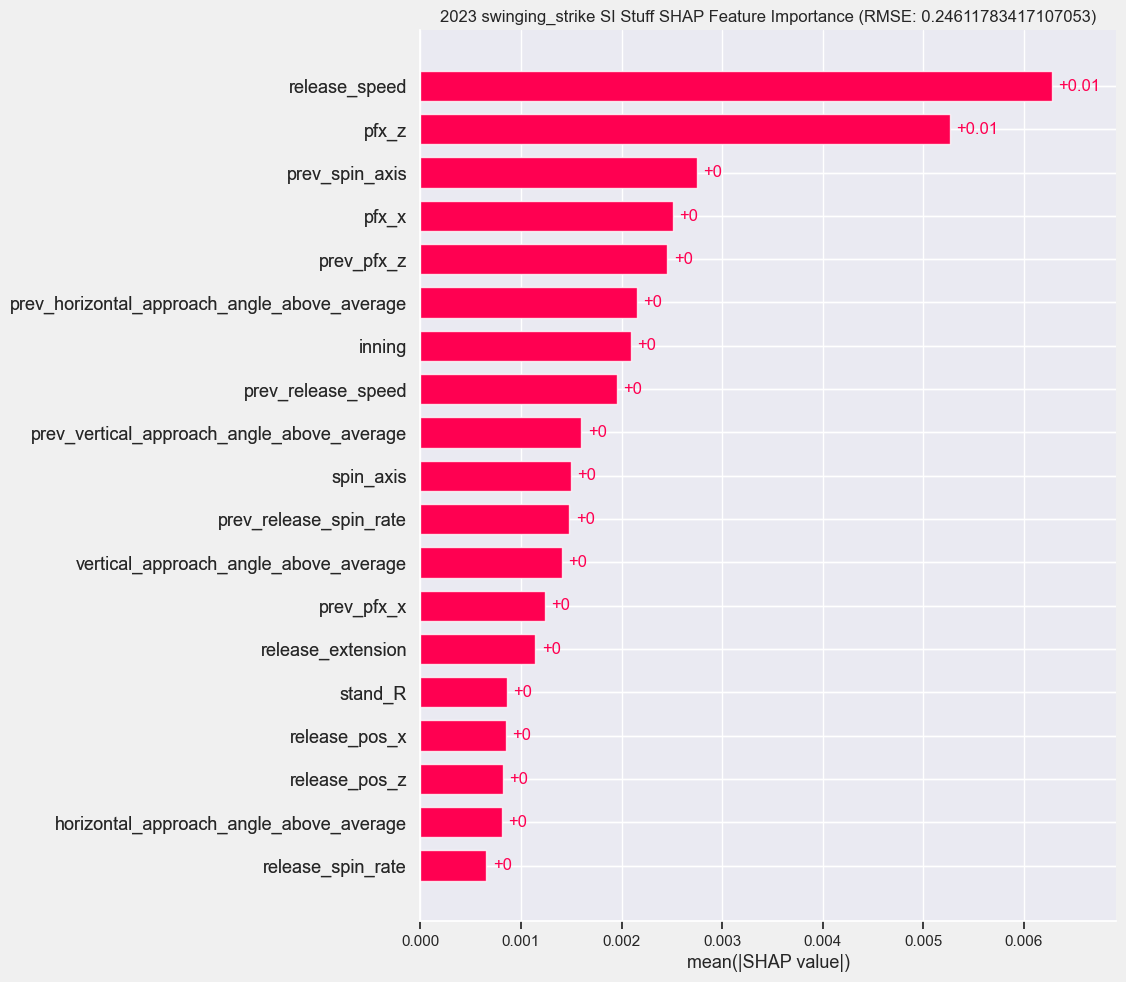 2023 swinging_strike SI Stuff SHAP Feature Importance (RMSE: 0.24611783417107053)
release_speed +0.01
pfx_z +0.01
prev_spin_axis +0
pfx_x +0
prev_pfx_z +0
prev_horizontal_approach_angle_above_average +0
inning +0
prev_release_speed +0
prev_vertical_approach_angle_above_average +0
spin_axis +0
prev_release_spin_rate +0
vertical_approach_angle_above_average +0
prev_pfx_x +0
release_extension +0
stand_R +0
release_pos_x +0
release_pos_z +0
horizontal_approach_angle_above_average +0
release_spin_rate +0
0.000 0.001 0.002 0.003 0.004 0.005 0.006
mean(|SHAP value|)